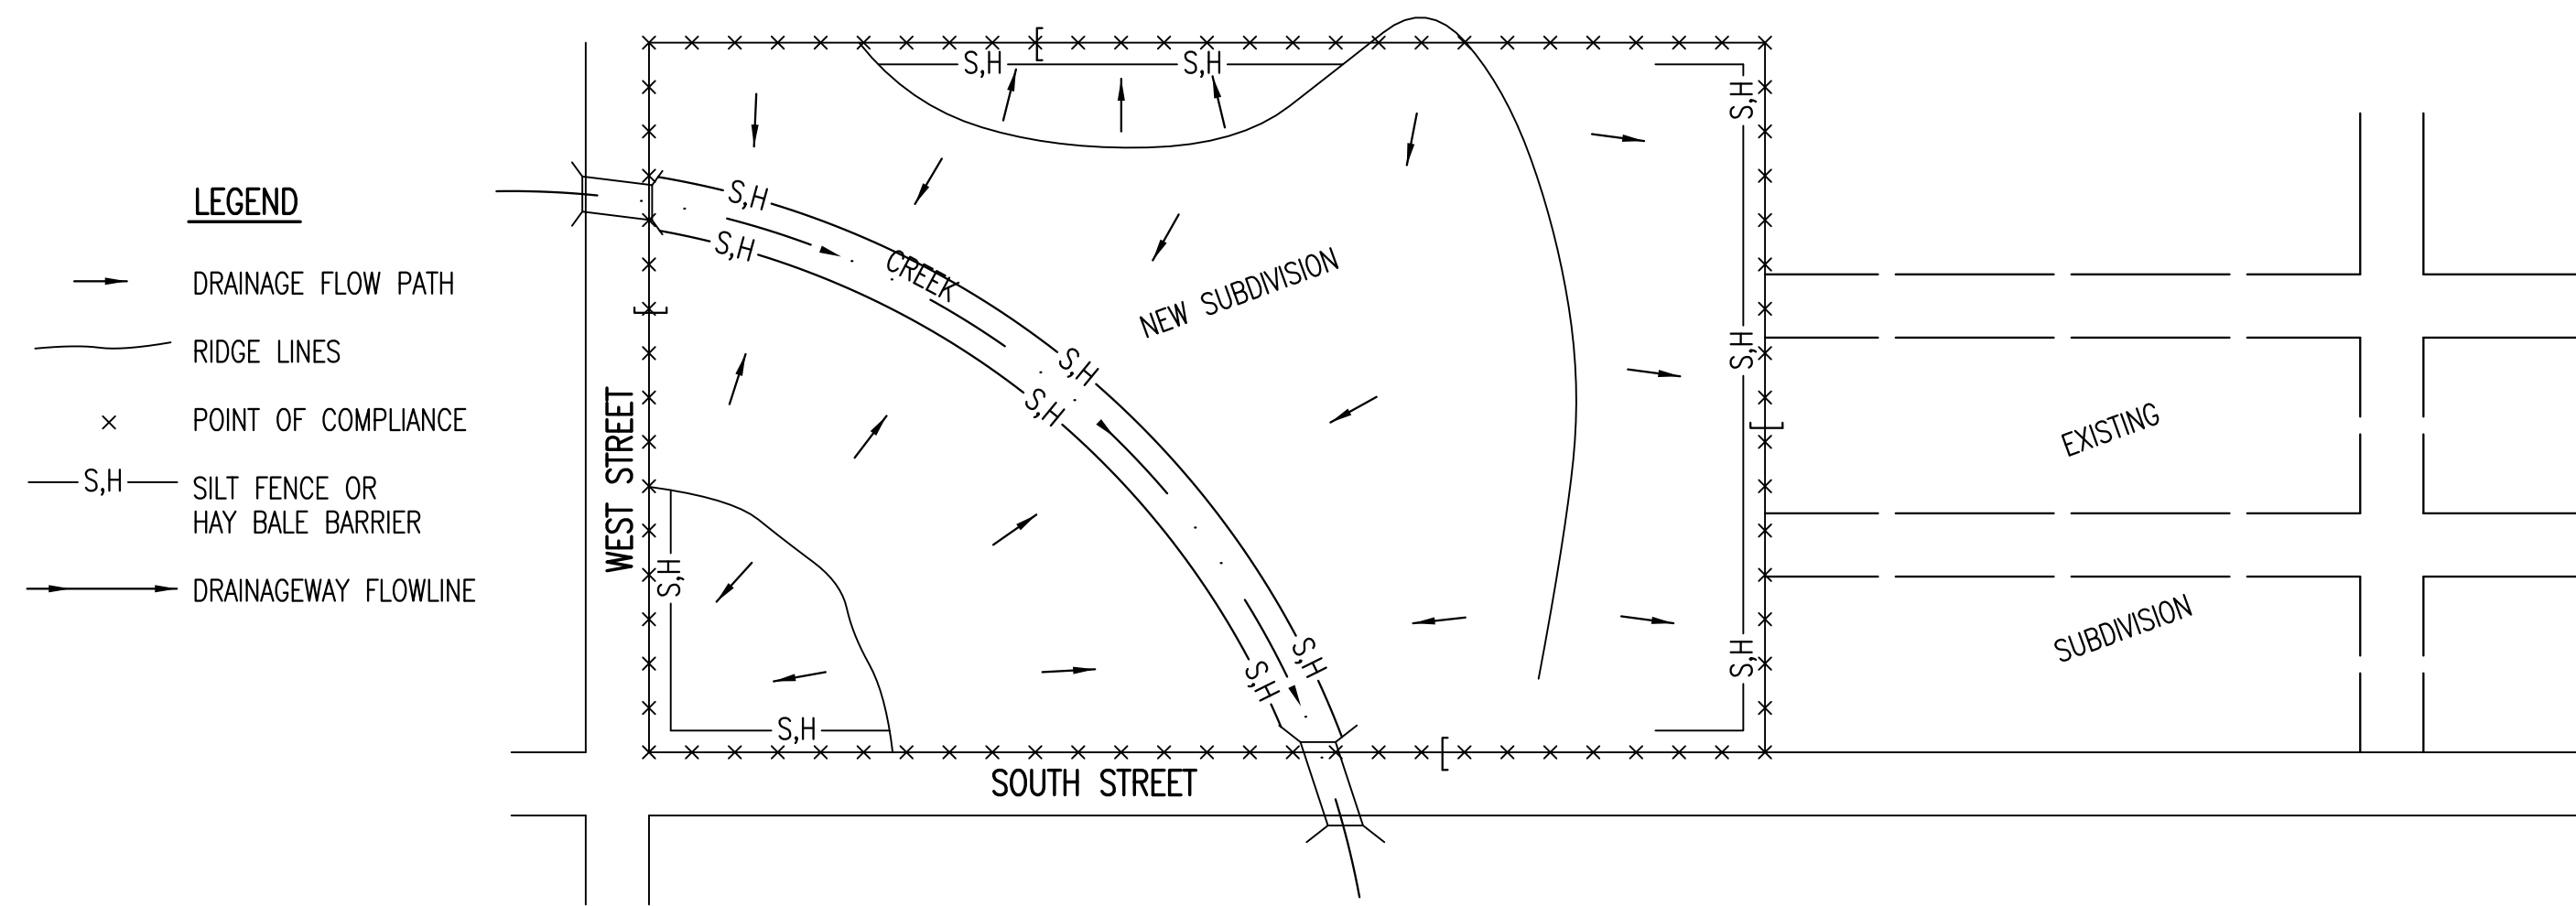 LEGEND
DRAINAGE FLOW PATH
RIDGE LINES
POINT OF COMPLIANCE
S,H
SILT FENCE OR
HAY BALE BARRIER
DRAINAGEWAY FLOWLINE
S,H
S,H
S,H
S,H
S,H
CREEK
NEW SUBDIVISION
S,H
S,H
S,H
WEST STREET
S,H
S,H
S,H
S,H
S,H
SOUTH STREET
EXISTING
SUBDIVISION